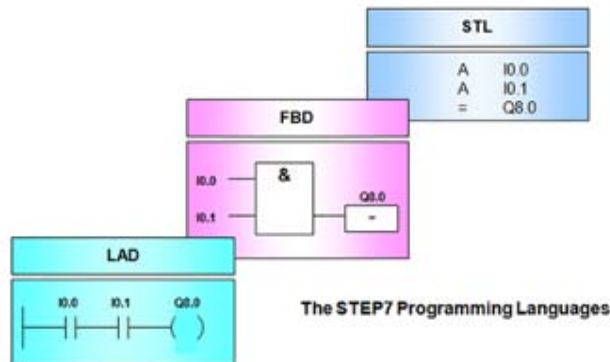 STL
A I0.0
A I0.1
= Q8.0
FBD
&
I0.0
Q8.0
I0.1
=
LAD
I0.0 I0.1 Q8.0
The STEP7 Programming Languages